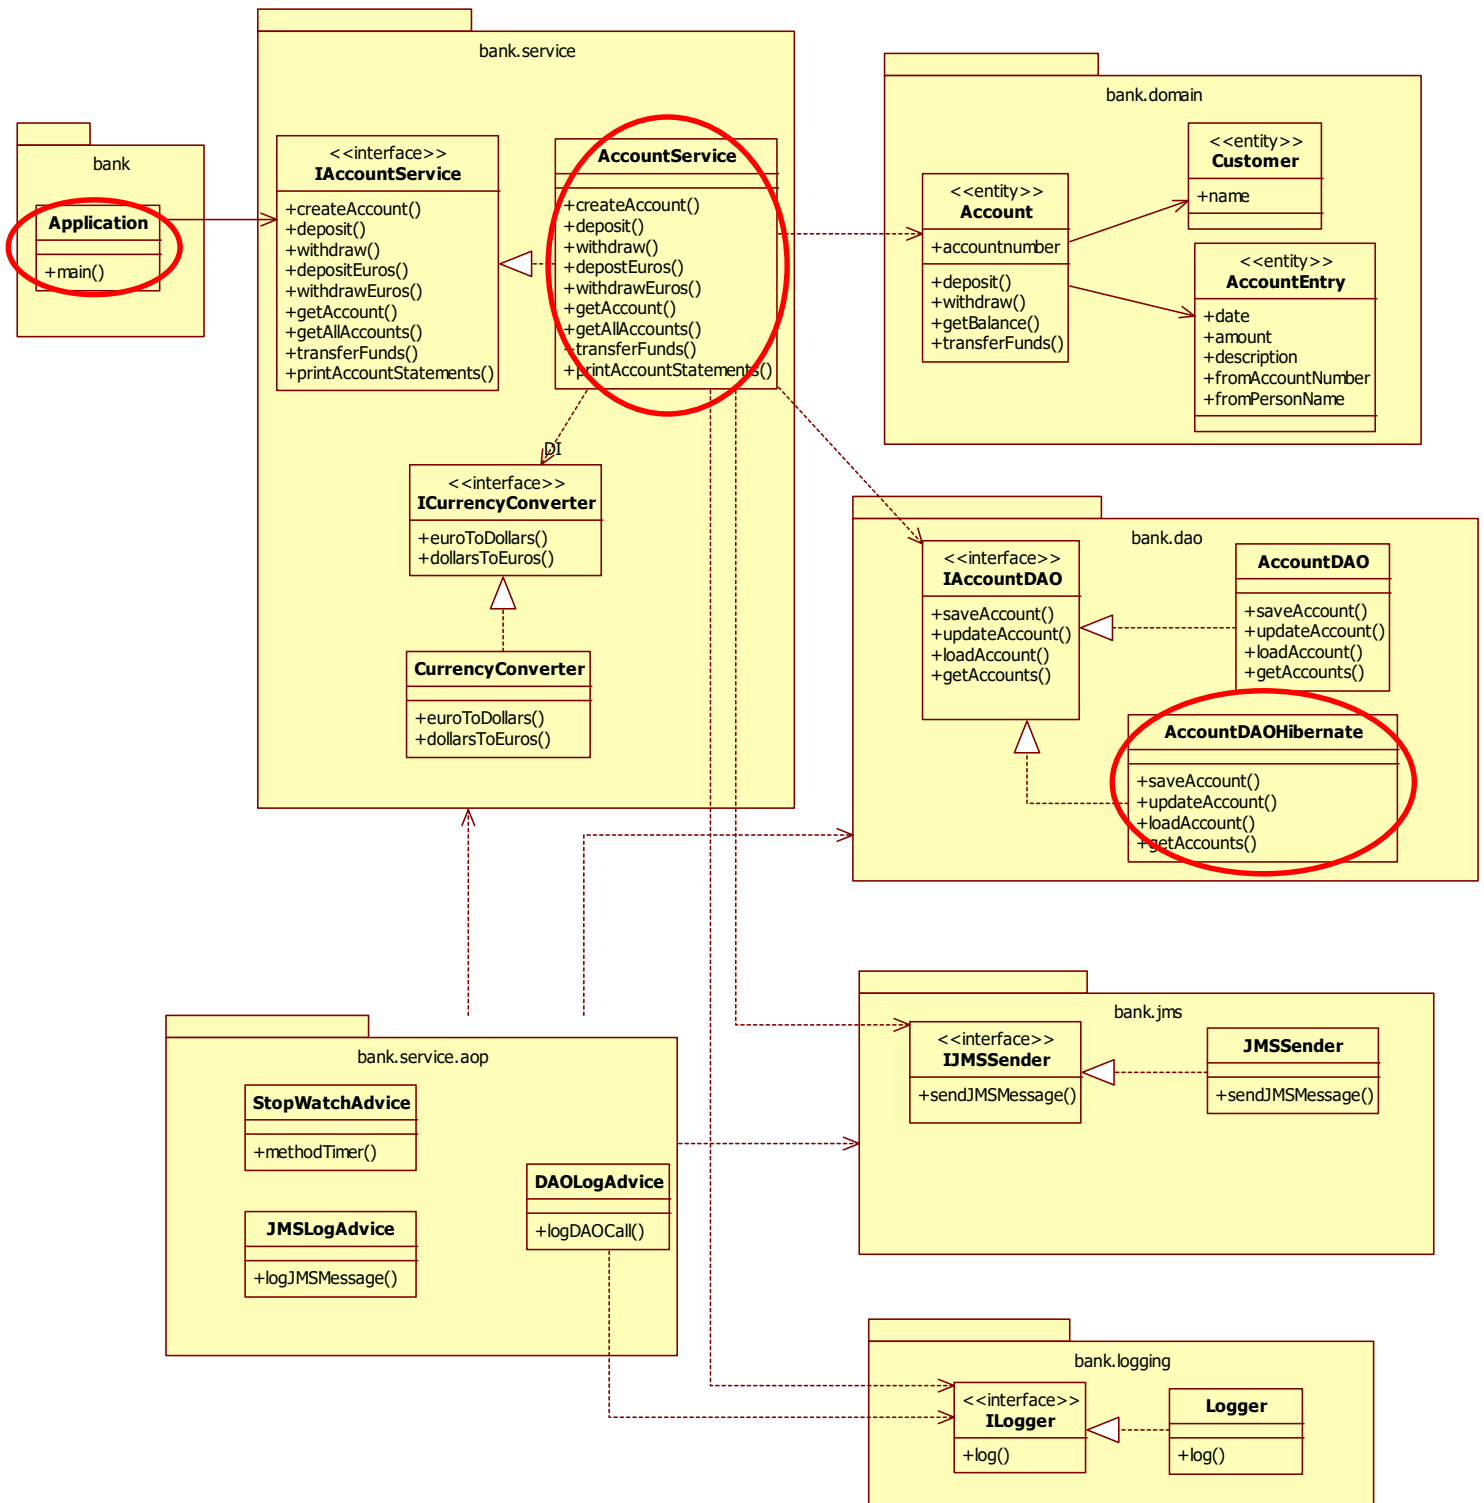 bank
Application
+main()
bank.service
<<interface>>
IAccountService
+createAccount()
+deposit()
+withdraw()
+depositEuros()
+withdrawEuros()
+getAccount()
+getAllAccounts()
+transferFunds()
+printAccountStatements()
AccountService
+createAccount()
+deposit()
+withdraw()
+depostEuros()
+withdrawEuros()
+getAccount()
+getAllAccounts()
+transferFunds()
+printAccountStatements()
DI
<<interface>>
ICurrencyConverter
+euroToDollars()
+dollarsToEuros()
CurrencyConverter
+euroToDollars()
+dollarsToEuros()
bank.domain
<<entity>>
Account
+accountnumber
+deposit()
+withdraw()
+getBalance()
+transferFunds()
<<entity>>
Customer
+name
<<entity>>
AccountEntry
+date
+amount
+description
+fromAccountNumber
+fromPersonName
bank.dao
<<interface>>
IAccountDAO
+saveAccount()
+updateAccount()
+loadAccount()
+getAccounts()
AccountDAO
+saveAccount()
+updateAccount()
+loadAccount()
+getAccounts()
AccountDAOHibernate
+saveAccount()
+updateAccount()
+loadAccount()
+getAccounts()
bank.service.aop
StopWatchAdvice
+methodTimer()
DAOLogAdvice
+logDAOCall()
JMSLogAdvice
+logJMSMessage()
bank.jms
<<interface>>
IJMSSender
+sendJMSMessage()
JMSSender
+sendJMSMessage()
bank.logging
<<interface>>
ILogger
+log()
Logger
+log()